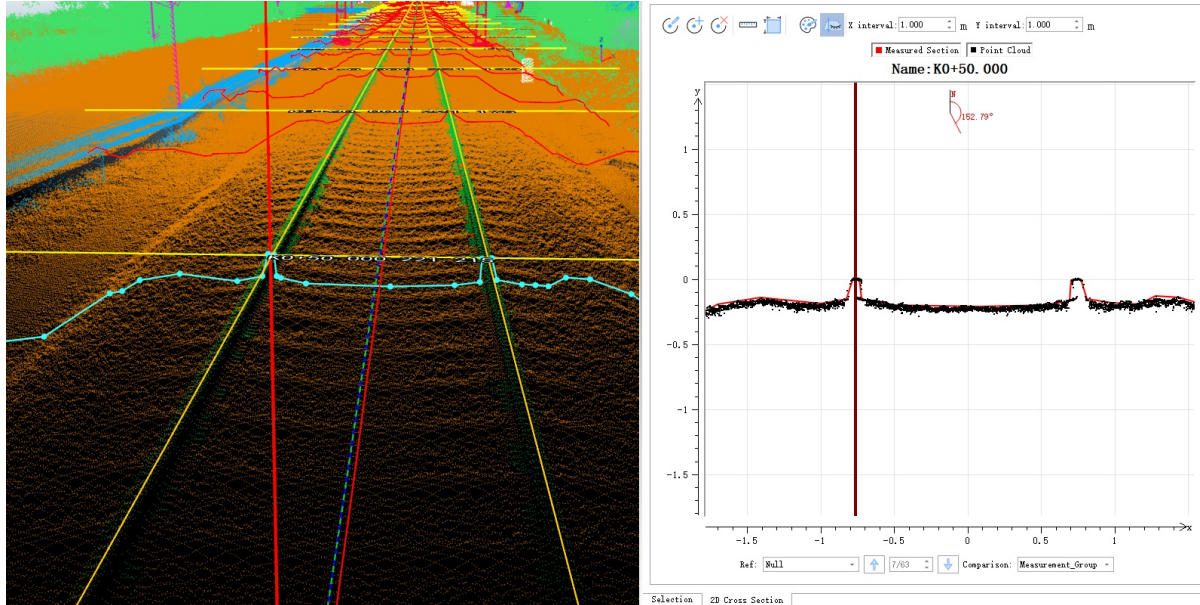 X interval: 1.000 m Y interval: 1.000 m
Measured Section Point Cloud
Name:K0+50.000
y
N
152.79°
1
0.5
0
-0.5
-1
-1.5
x
-1.5 -1 -0.5 0 0.5 1
Ref: Null 7/63 Comparison: Measurement_Group
Selection 2D Cross Section